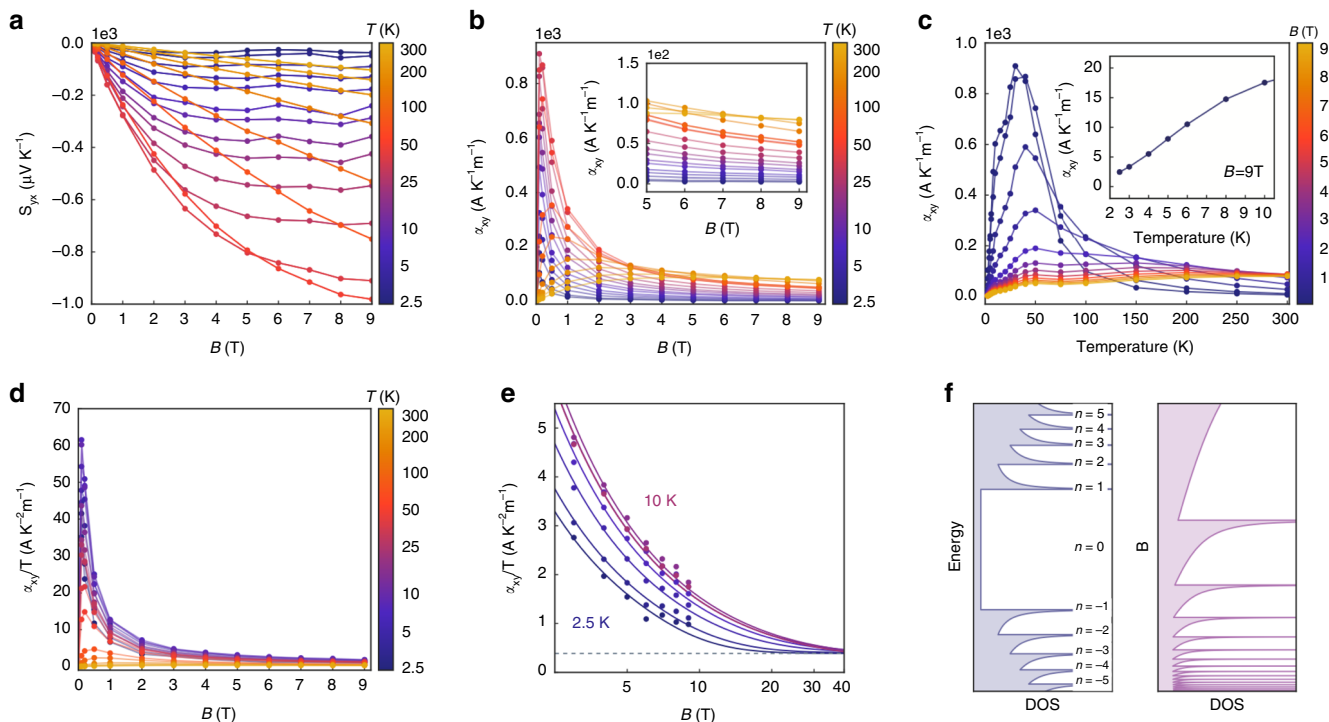 a
1e3
T (K)
0.0
−0.2
−0.4
−0.6
−0.8
−1.0
S_yx (μV K⁻¹)
0 1 2 3 4 5 6 7 8 9
B (T)
300
200
100
50
25
10
5
2.5
b
1e3
T (K)
0.8
0.6
0.4
0.2
0.0
α_xy (A K⁻¹m⁻¹)
0 1 2 3 4 5 6 7 8 9
B (T)
1e2
1.5
1.0
0.5
0.0
α_xy (A K⁻¹m⁻¹)
5 6 7 8 9
B (T)
300
200
100
50
25
10
5
2.5
c
1e3
B (T)
1.0
0.8
0.6
0.4
0.2
0.0
α_xy (A K⁻¹m⁻¹)
0 50 100 150 200 250 300
Temperature (K)
20
15
10
5
0
α_xy (A K⁻¹m⁻¹)
B=9T
2 3 4 5 6 8 10
Temperature (K)
9
8
7
6
5
4
3
2
1
d
T (K)
70
60
50
40
30
20
10
0
α_xy/T (A K⁻²m⁻¹)
0 1 2 3 4 5 6 7 8 9
B (T)
300
200
100
50
25
10
5
2.5
e
5
4
3
2
1
0
α_xy/T (A K⁻²m⁻¹)
10 K
2.5 K
5 10 20 30 40
B (T)
f
Energy
n = 5
n = 4
n = 3
n = 2
n = 1
n = 0
n = −1
n = −2
n = −3
n = −4
n = −5
DOS
B
DOS